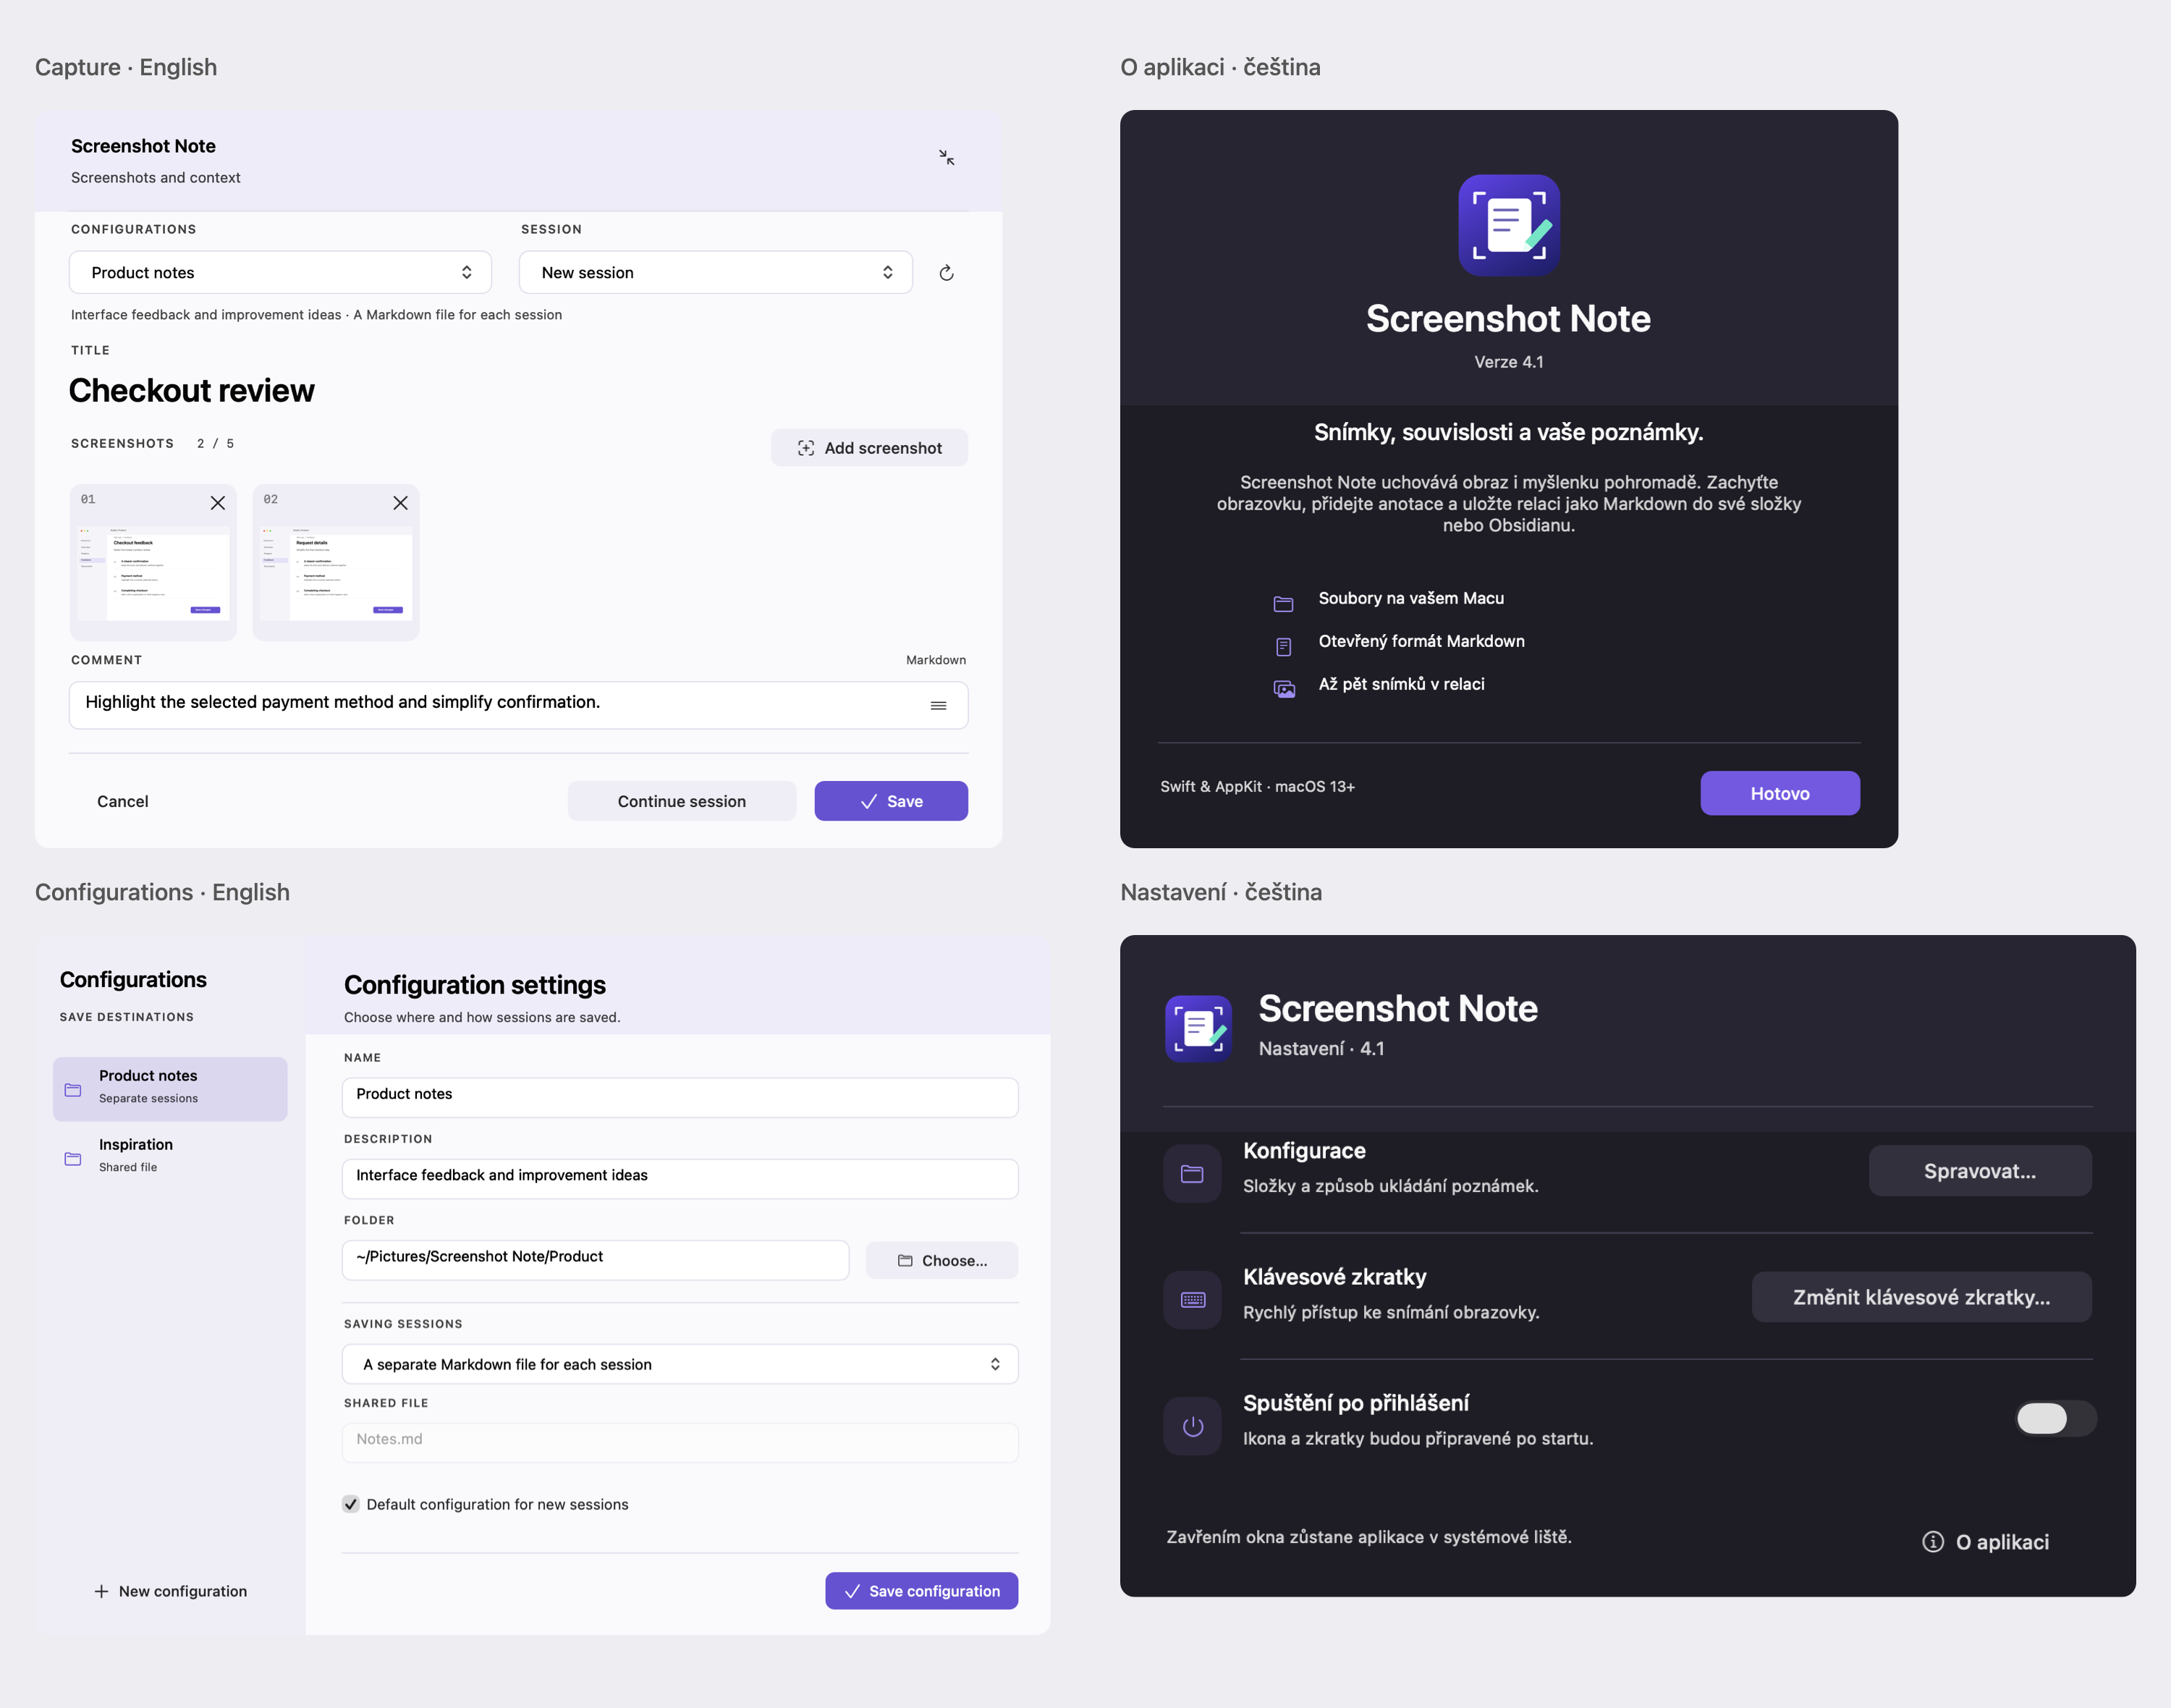 Capture · English
Screenshot Note
Screenshots and context
CONFIGURATIONS
SESSION
Product notes
New session
Interface feedback and improvement ideas · A Markdown file for each session
TITLE
Checkout review
SCREENSHOTS 2 / 5
Add screenshot
01
02
Checkout feedback
Request details
COMMENT
Markdown
Highlight the selected payment method and simplify confirmation.
Cancel
Continue session
Save
O aplikaci · čeština
Screenshot Note
Verze 4.1
Snímky, souvislosti a vaše poznámky.
Screenshot Note uchovává obraz i myšlenku pohromadě. Zachyťte
obrazovku, přidejte anotace a uložte relaci jako Markdown do své složky
nebo Obsidianu.
Soubory na vašem Macu
Otevřený formát Markdown
Až pět snímků v relaci
Swift & AppKit · macOS 13+
Hotovo
Configurations · English
Configurations
SAVE DESTINATIONS
Product notes
Separate sessions
Inspiration
Shared file
New configuration
Configuration settings
Choose where and how sessions are saved.
NAME
Product notes
DESCRIPTION
Interface feedback and improvement ideas
FOLDER
~/Pictures/Screenshot Note/Product
Choose...
SAVING SESSIONS
A separate Markdown file for each session
SHARED FILE
Notes.md
Default configuration for new sessions
Save configuration
Nastavení · čeština
Screenshot Note
Nastavení · 4.1
Konfigurace
Složky a způsob ukládání poznámek.
Spravovat...
Klávesové zkratky
Rychlý přístup ke snímání obrazovky.
Změnit klávesové zkratky...
Spuštění po přihlášení
Ikona a zkratky budou připravené po startu.
Zavřením okna zůstane aplikace v systémové liště.
O aplikaci